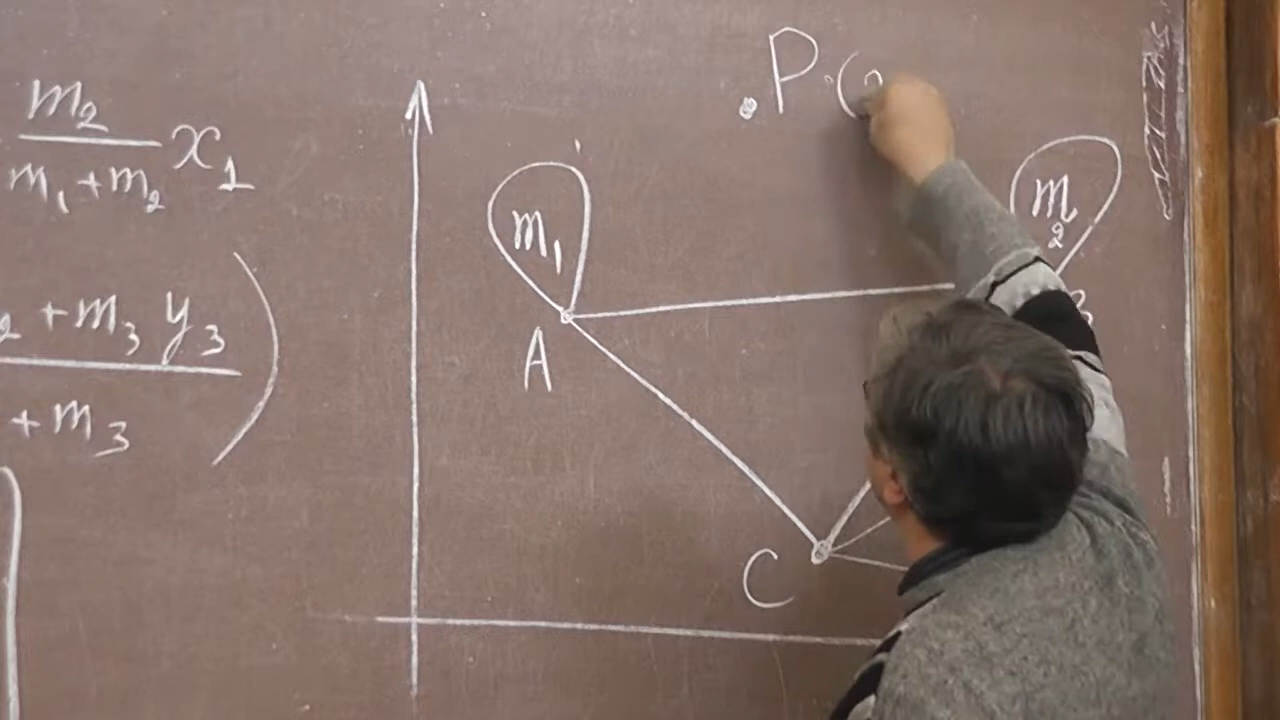 m₂
m₁ + m₂ x₁
+ m₃ y₃ )
+ m₃
P (
m₁
m₂
A
C